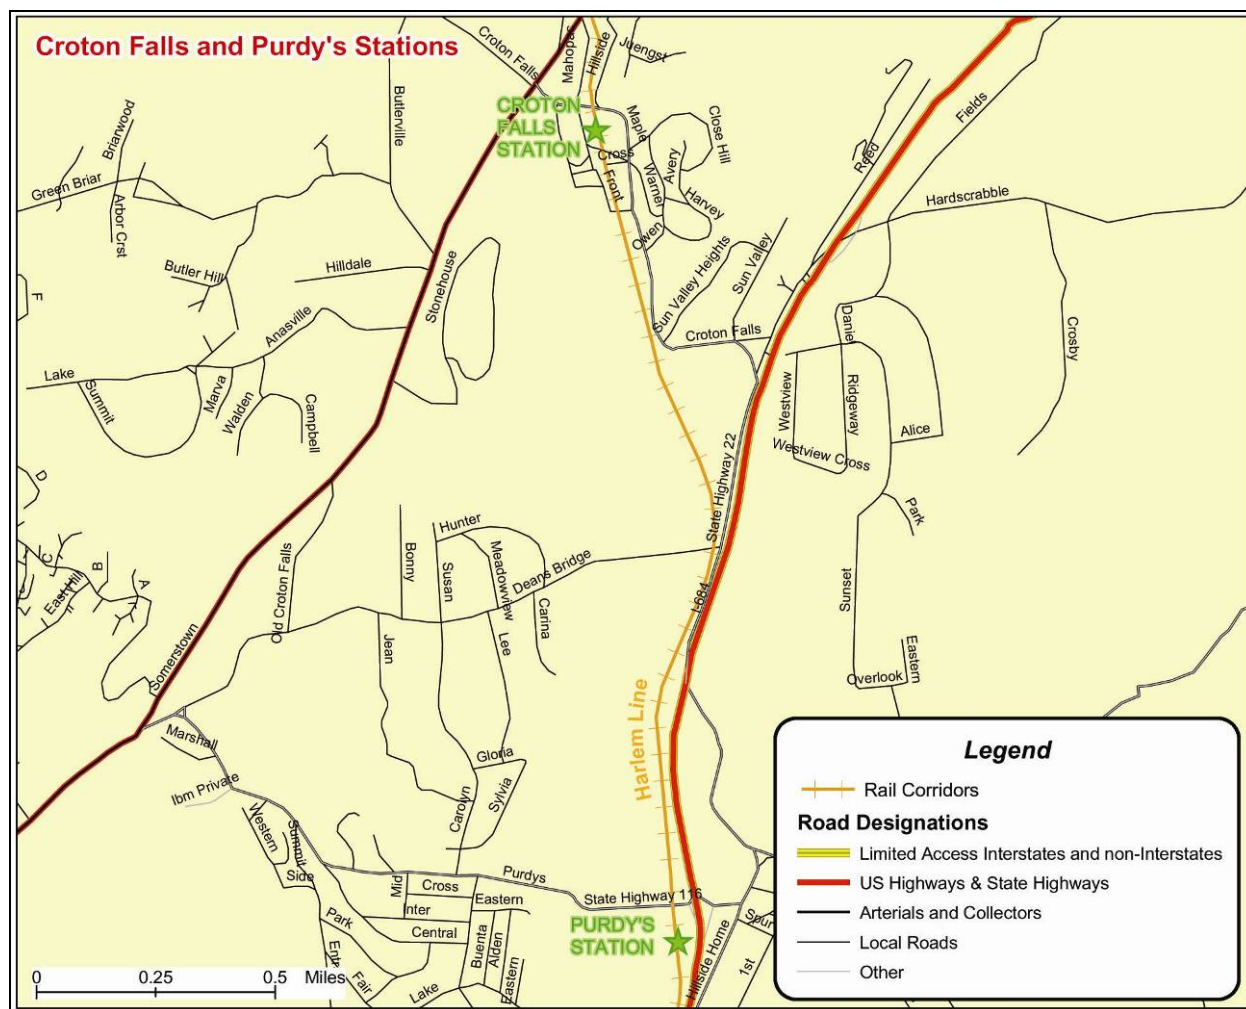 Croton Falls and Purdy's Stations
Croton Falls
Mahopac
Hillside
Juengst
CROTON
FALLS
STATION
Maple
Close Hill
Cross
Front
Warner
Avery
Harvey
Owen
Butlerville
Briarwood
Green Briar
Arbor Crst
Butler Hill
Hilldale
Stonehouse
Anasville
Lake
Summit
Marva
Walden
Campbell
F
Reed
Fields
Hardscrabble
Sun Valley Heights
Sun Valley
Croton Falls
Daniel
Crosby
Westview
Ridgeway
Alice
Westview Cross
Park
State Highway 22
I-684
D
C
B
A
East Hill
E
Somerstown
Old Croton Falls
Bonny
Susan
Hunter
Meadowview
Deans Bridge
Carina
Jean
Lee
Sunset
Eastern
Overlook
Harlem Line
Marshall
Ibm Private
Western
Summit
Side
Gloria
Sylvia
Carolyn
Purdys
State Highway 116
Mid
Cross
Inter
Central
Eastern
Park
Fair
Lake
Buenta
Alden
Eastern
PURDY'S
STATION
Hillside Home
Spur
1st
0 0.25 0.5 Miles
Legend
Rail Corridors
Road Designations
Limited Access Interstates and non-Interstates
US Highways & State Highways
Arterials and Collectors
Local Roads
Other